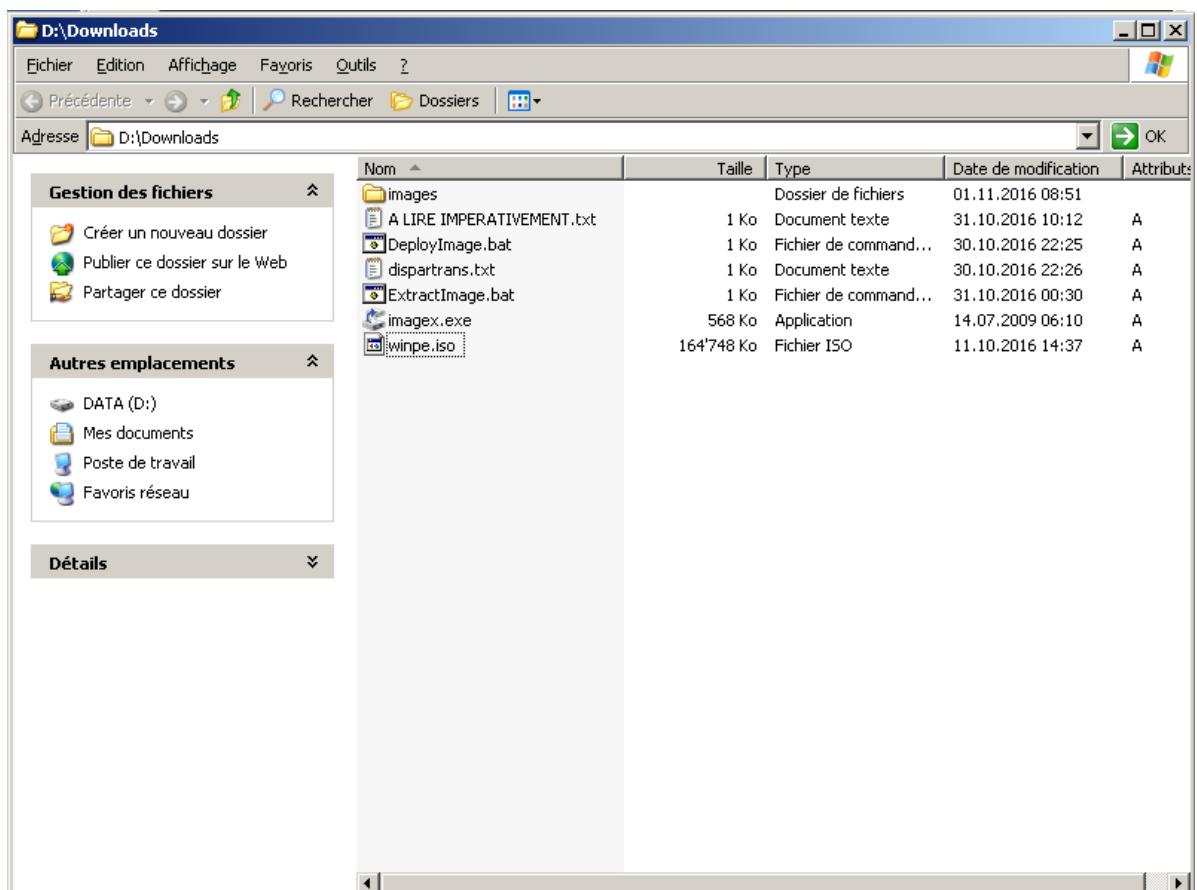 D:\Downloads
Fichier Edition Affichage Favoris Outils ?
Précédente Rechercher Dossiers
Adresse D:\Downloads OK
Gestion des fichiers
Créer un nouveau dossier
Publier ce dossier sur le Web
Partager ce dossier
Autres emplacements
DATA (D:)
Mes documents
Poste de travail
Favoris réseau
Détails
Nom Taille Type Date de modification Attributs
images Dossier de fichiers 01.11.2016 08:51
A LIRE IMPERATIVEMENT.txt 1 Ko Document texte 31.10.2016 10:12 A
DeployImage.bat 1 Ko Fichier de command... 30.10.2016 22:25 A
dispartrans.txt 1 Ko Document texte 30.10.2016 22:26 A
ExtractImage.bat 1 Ko Fichier de command... 31.10.2016 00:30 A
imagex.exe 568 Ko Application 14.07.2009 06:10 A
winpe.iso 164'748 Ko Fichier ISO 11.10.2016 14:37 A